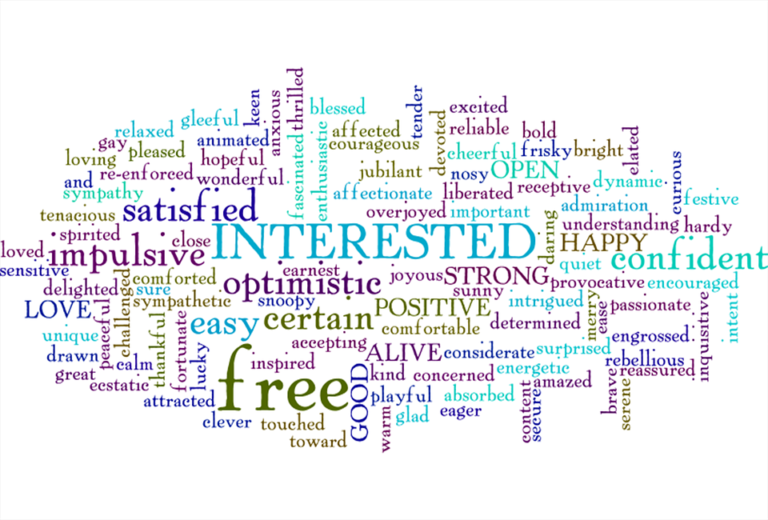 thrilled
keen
anxious
blessed
tender
excited
relaxed
gleeful
animated
affected
courageous
devoted
reliable
bold
gay
loving
pleased
hopeful
fascinated
enthusiastic
cheerful
frisky
bright
elated
and
re-enforced
wonderful
jubilant
nosy
OPEN
dynamic
curious
sympathy
affectionate
liberated
receptive
festive
tenacious
satisfied
overjoyed
important
admiration
spirited
close
INTERESTED
daring
understanding
hardy
loved
impulsive
HAPPY
sensitive
comforted
earnest
joyous
STRONG
quiet
confident
delighted
challenged
sure
optimistic
sunny
provocative
encouraged
LOVE
peaceful
sympathetic
snoopy
POSITIVE
intrigued
merry
ease
passionate
inquisitive
intent
unique
thankful
fortunate
easy
certain
comfortable
determined
engrossed
drawn
calm
lucky
accepting
ALIVE
considerate
surprised
rebellious
great
ecstatic
free
inspired
kind
concerned
energetic
amazed
reassured
attracted
GOOD
playful
absorbed
content
secure
brave
serene
clever
touched
warm
glad
eager
toward